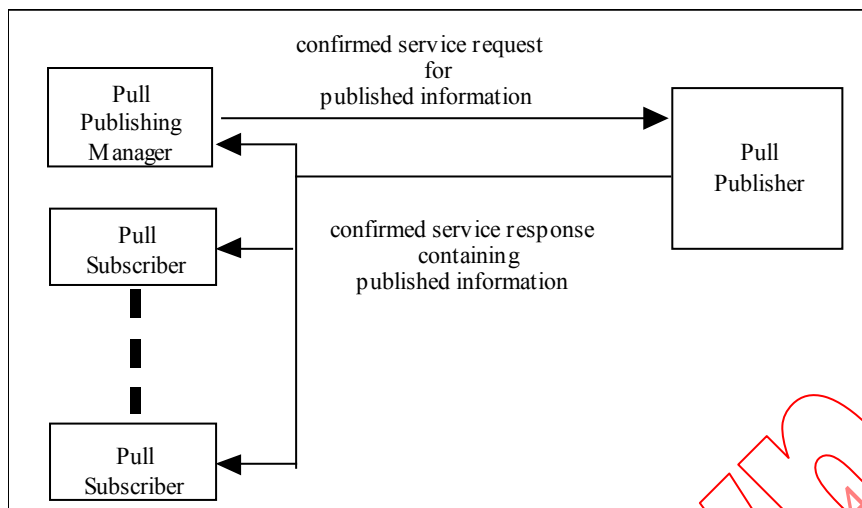 confirmed service request
for
published information
Pull
Publishing
Manager
Pull
Publisher
Pull
Subscriber
confirmed service response
containing
published information
Pull
Subscriber